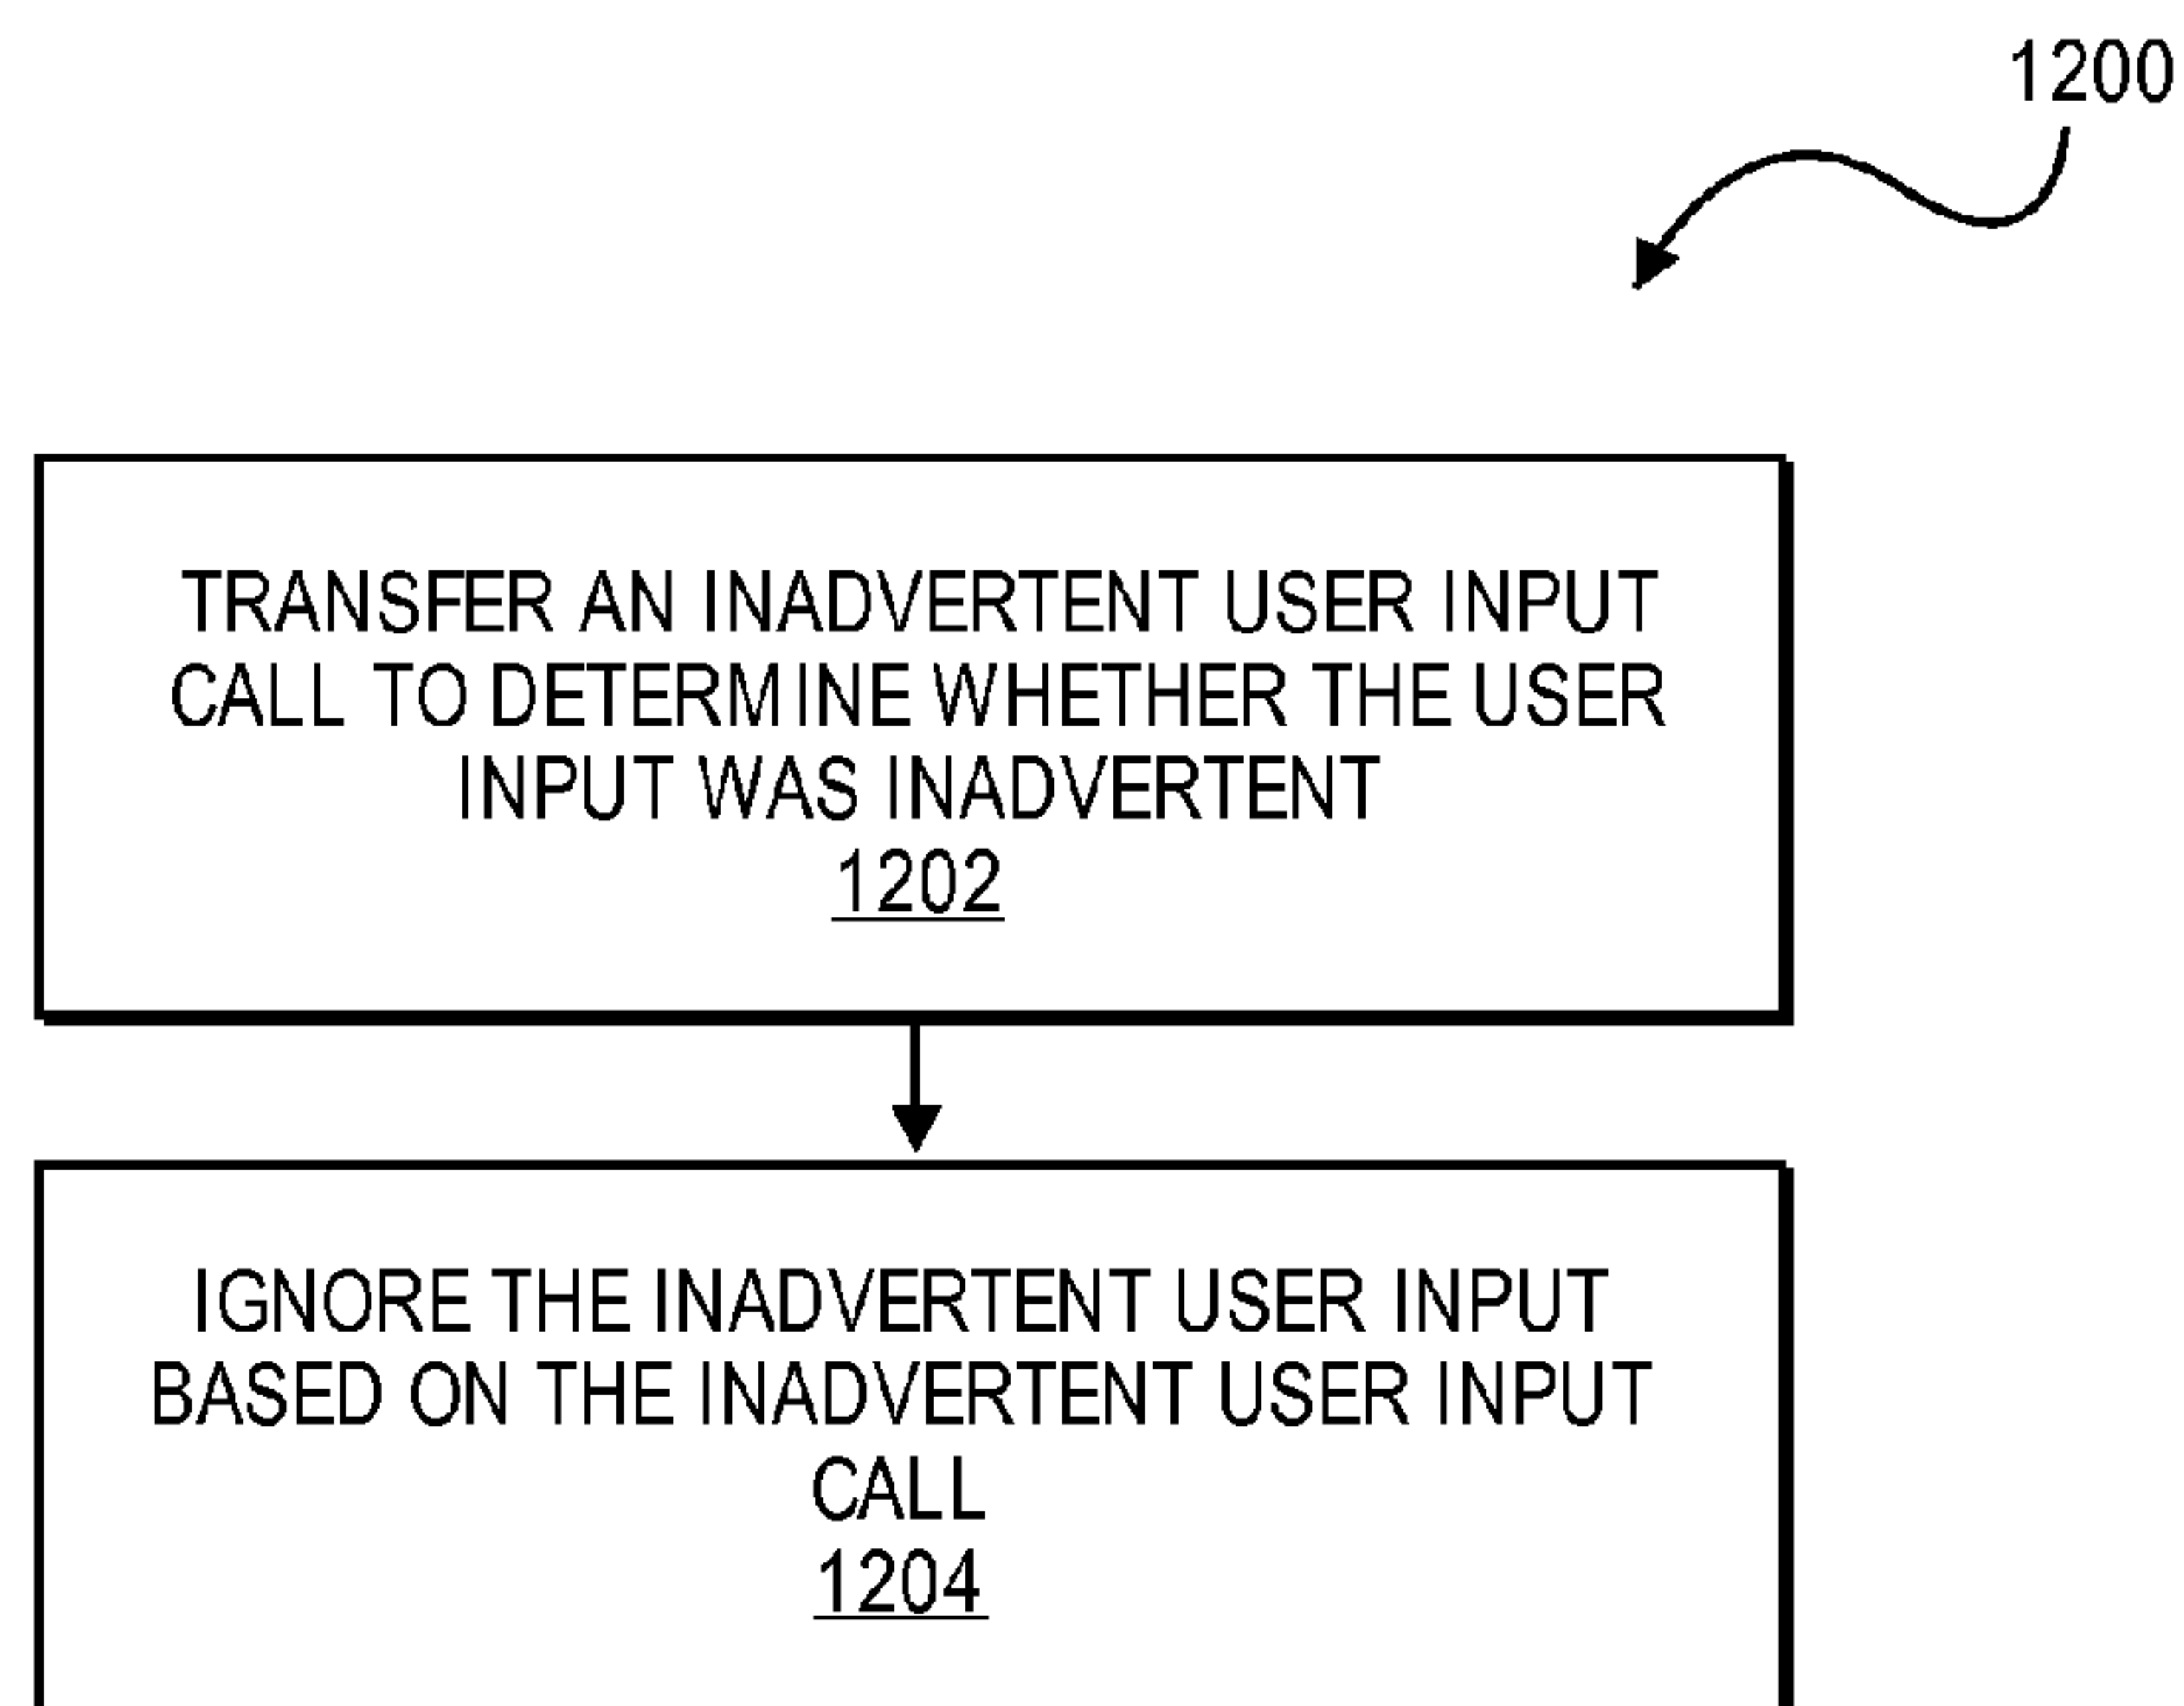 1200
TRANSFER AN INADVERTENT USER INPUT
CALL TO DETERMINE WHETHER THE USER
INPUT WAS INADVERTENT
1202
IGNORE THE INADVERTENT USER INPUT
BASED ON THE INADVERTENT USER INPUT
CALL
1204